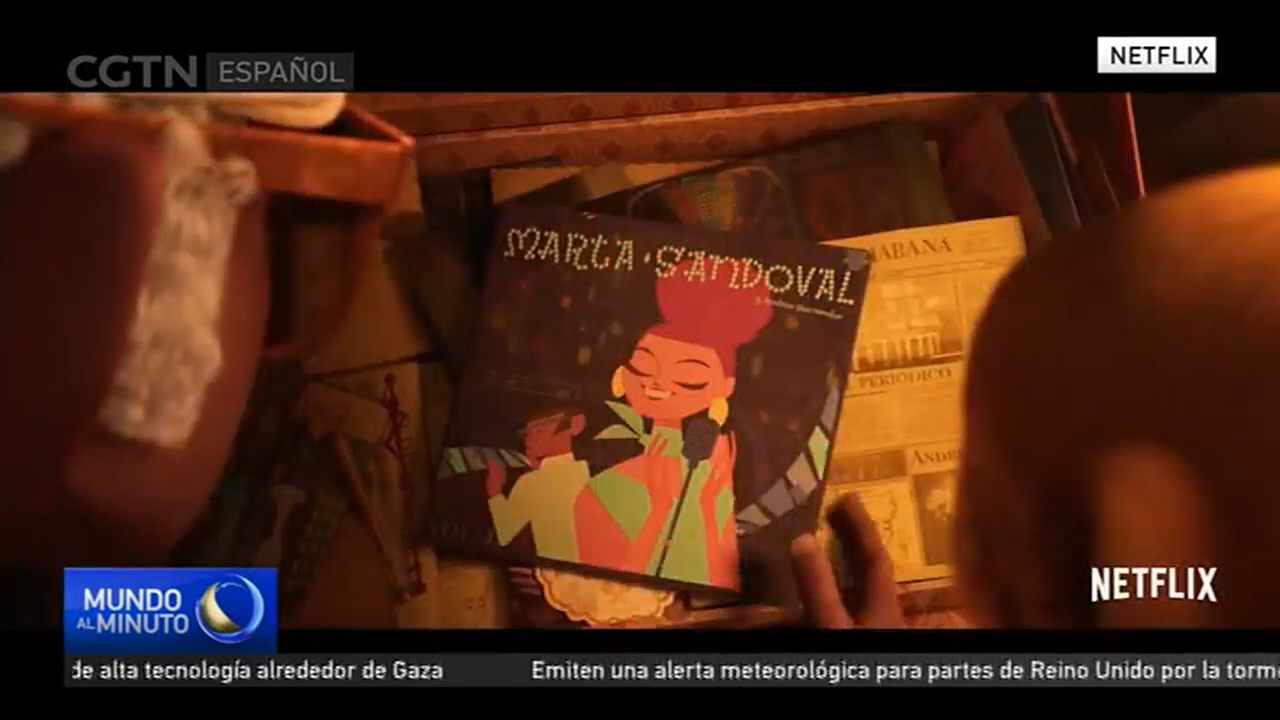 CGTN ESPAÑOL
NETFLIX
MARTA · SANDOVAL
HABANA
PERIÓDICO
NETFLIX
MUNDO
AL MINUTO
de alta tecnología alrededor de Gaza
Emiten una alerta meteorológica para partes de Reino Unido por la torme